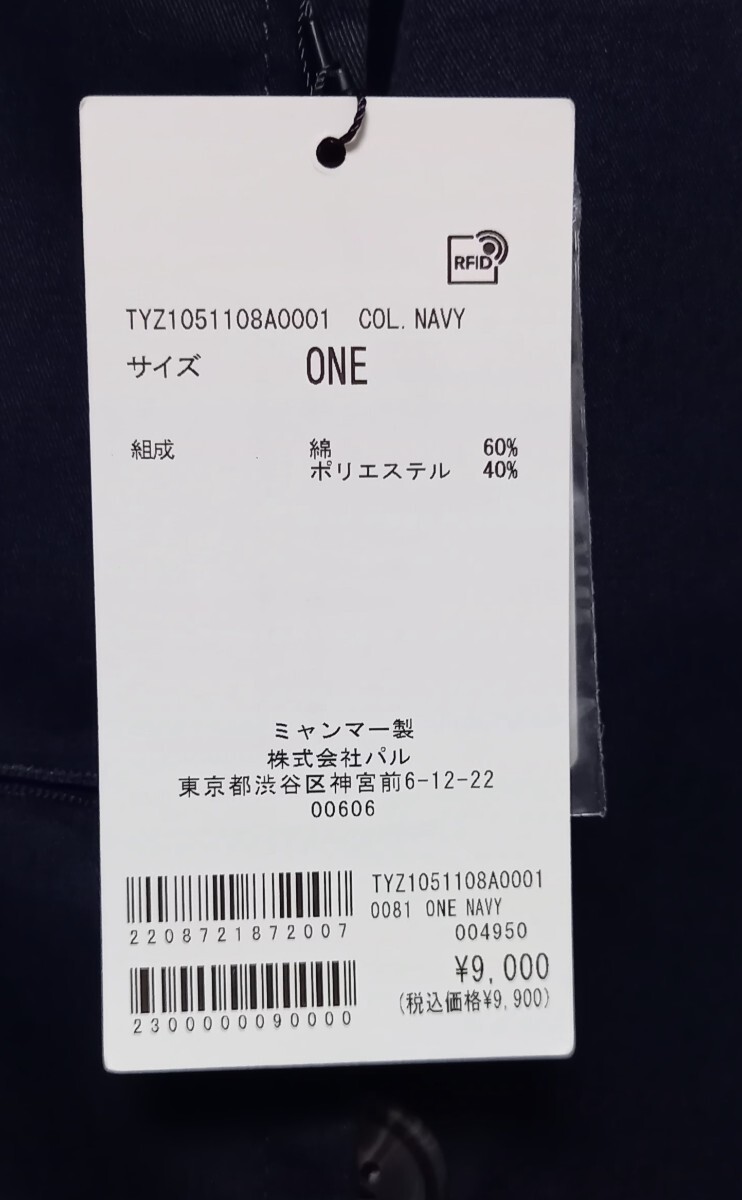 RFID
TYZ1051108A0001 COL. NAVY
サイズ ONE
組成 綿 60%
ポリエステル 40%
ミャンマー製
株式会社パル
東京都渋谷区神宮前6-12-22
00606
TYZ1051108A0001
0081 ONE NAVY
2208721872007
004950
¥9,000
(税込価格¥9,900)
2300000090000